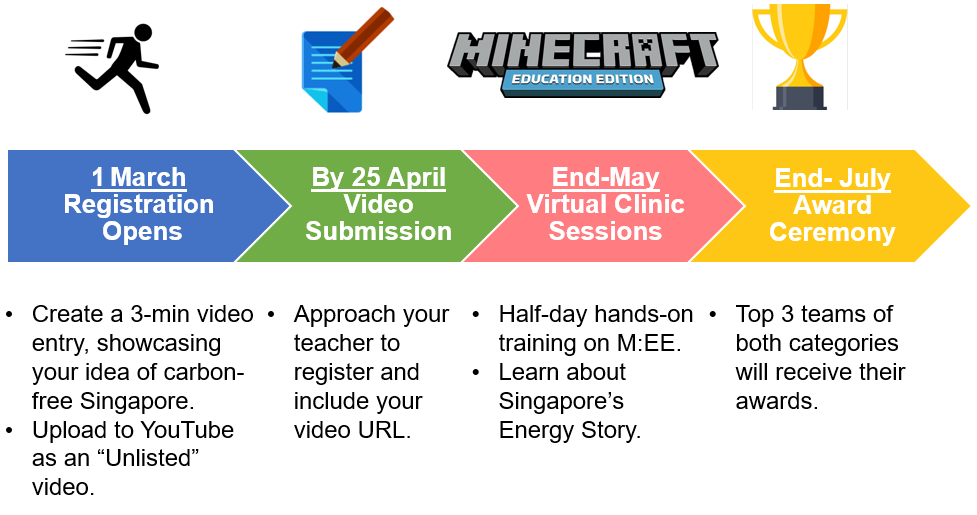 MINECRAFT
EDUCATION EDITION
1 March
Registration
Opens
By 25 April
Video
Submission
End-May
Virtual Clinic
Sessions
End- July
Award
Ceremony
• Create a 3-min video
entry, showcasing
your idea of carbon-
free Singapore.
• Upload to YouTube
as an “Unlisted”
video.
• Approach your
teacher to
register and
include your
video URL.
• Half-day hands-on
training on M:EE.
• Learn about
Singapore’s
Energy Story.
• Top 3 teams of
both categories
will receive their
awards.